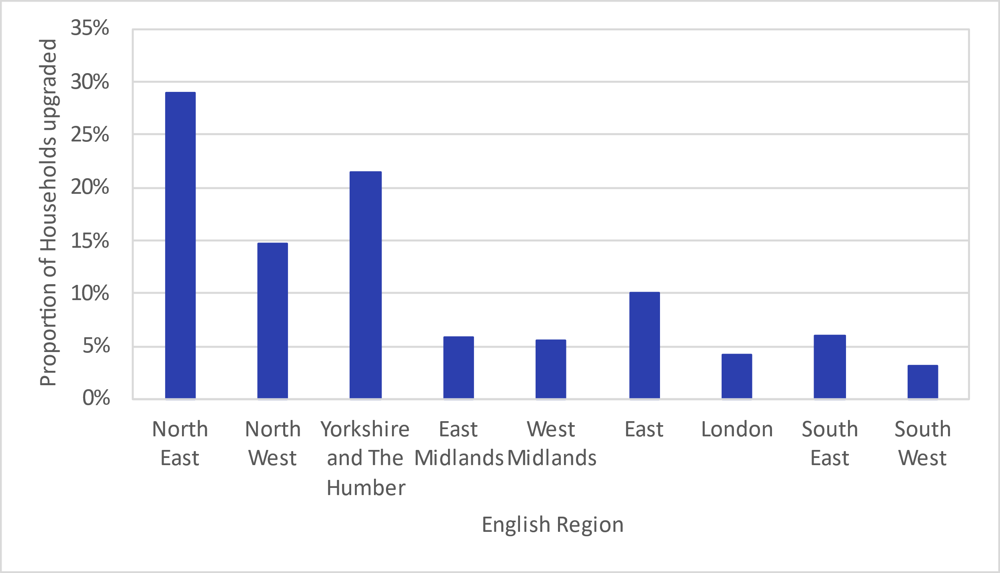 Proportion of Households upgraded
35%
30%
25%
20%
15%
10%
5%
0%
North East
North West
Yorkshire and The Humber
East Midlands
West Midlands
East
London
South East
South West
English Region